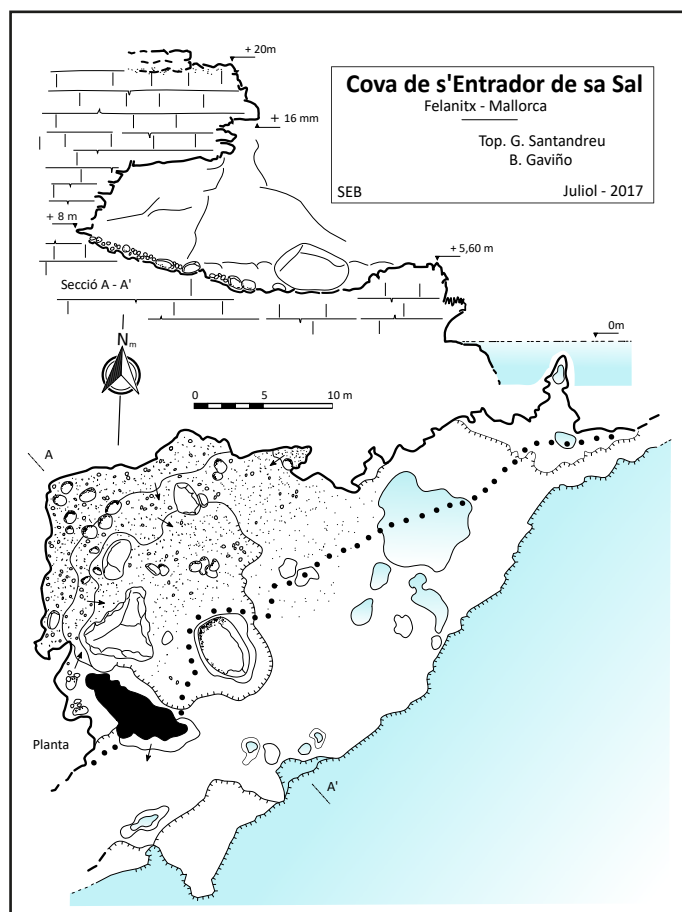 + 20m
Cova de s'Entrador de sa Sal
Felanitx - Mallorca
+ 16 mm
Top. G. Santandreu
B. Gaviño
SEB
Juliol - 2017
+ 8 m
+ 5,60 m
Secció A - A'
0m
Nm
0 5 10 m
A
Planta
A'